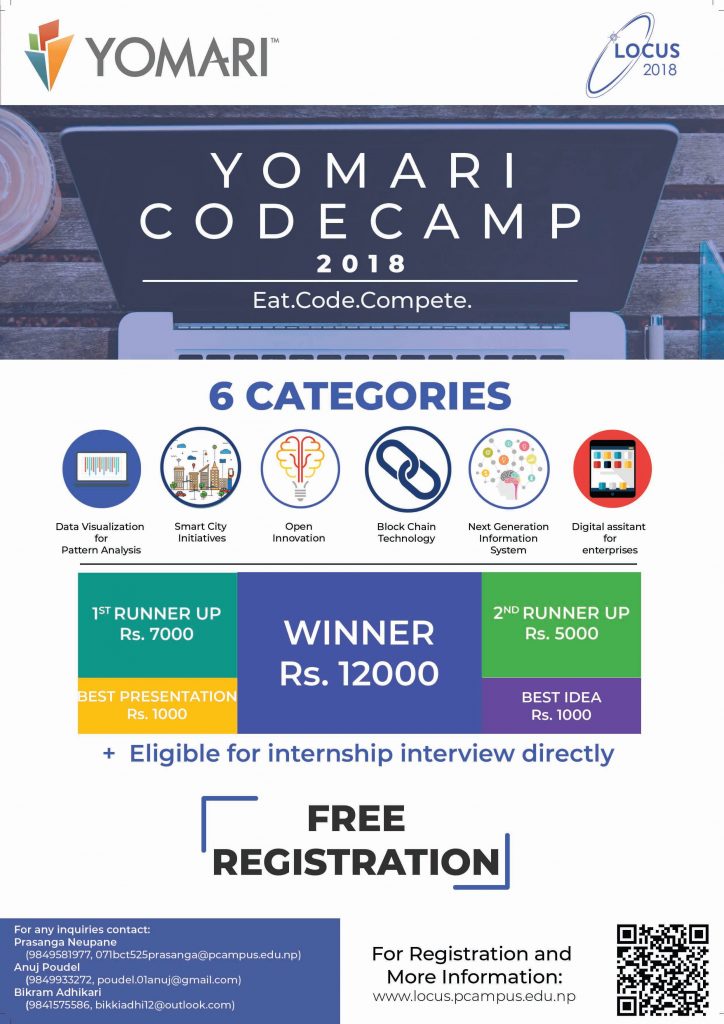 YOMARI™
LOCUS
2018
YOMARI
CODECAMP
2018
Eat.Code.Compete.
6 CATEGORIES
Data Visualization
for
Pattern Analysis
Smart City
Initiatives
Open
Innovation
Block Chain
Technology
Next Generation
Information
System
Digital assitant
for
enterprises
1ST RUNNER UP
Rs. 7000
WINNER
Rs. 12000
2ND RUNNER UP
Rs. 5000
BEST PRESENTATION
Rs. 1000
BEST IDEA
Rs. 1000
+ Eligible for internship interview directly
FREE
REGISTRATION
For any inquiries contact:
Prasanga Neupane
(9849581977, 071bct525prasanga@pcampus.edu.np)
Anuj Poudel
(9849933272, poudel.01anuj@gmail.com)
Bikram Adhikari
(9841575586, bikkiadhi12@outlook.com)
For Registration and
More Information:
www.locus.pcampus.edu.np